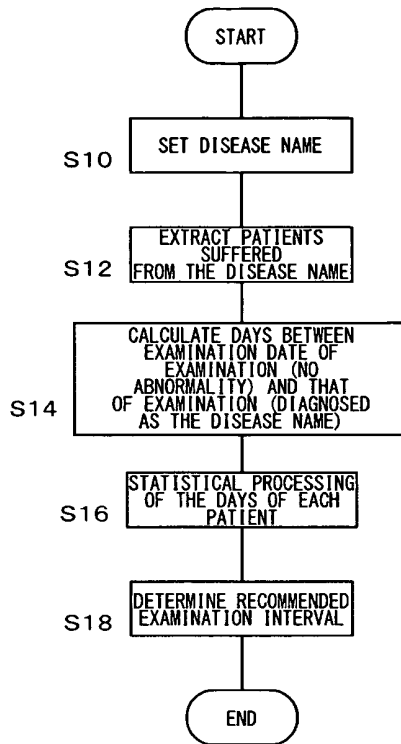 START
SET DISEASE NAME
S10
EXTRACT PATIENTS
SUFFERED
FROM THE DISEASE NAME
S12
CALCULATE DAYS BETWEEN
EXAMINATION DATE OF
EXAMINATION (NO
ABNORMALITY) AND THAT
OF EXAMINATION (DIAGNOSED
AS THE DISEASE NAME)
S14
STATISTICAL PROCESSING
OF THE DAYS OF EACH
PATIENT
S16
DETERMINE RECOMMENDED
EXAMINATION INTERVAL
S18
END